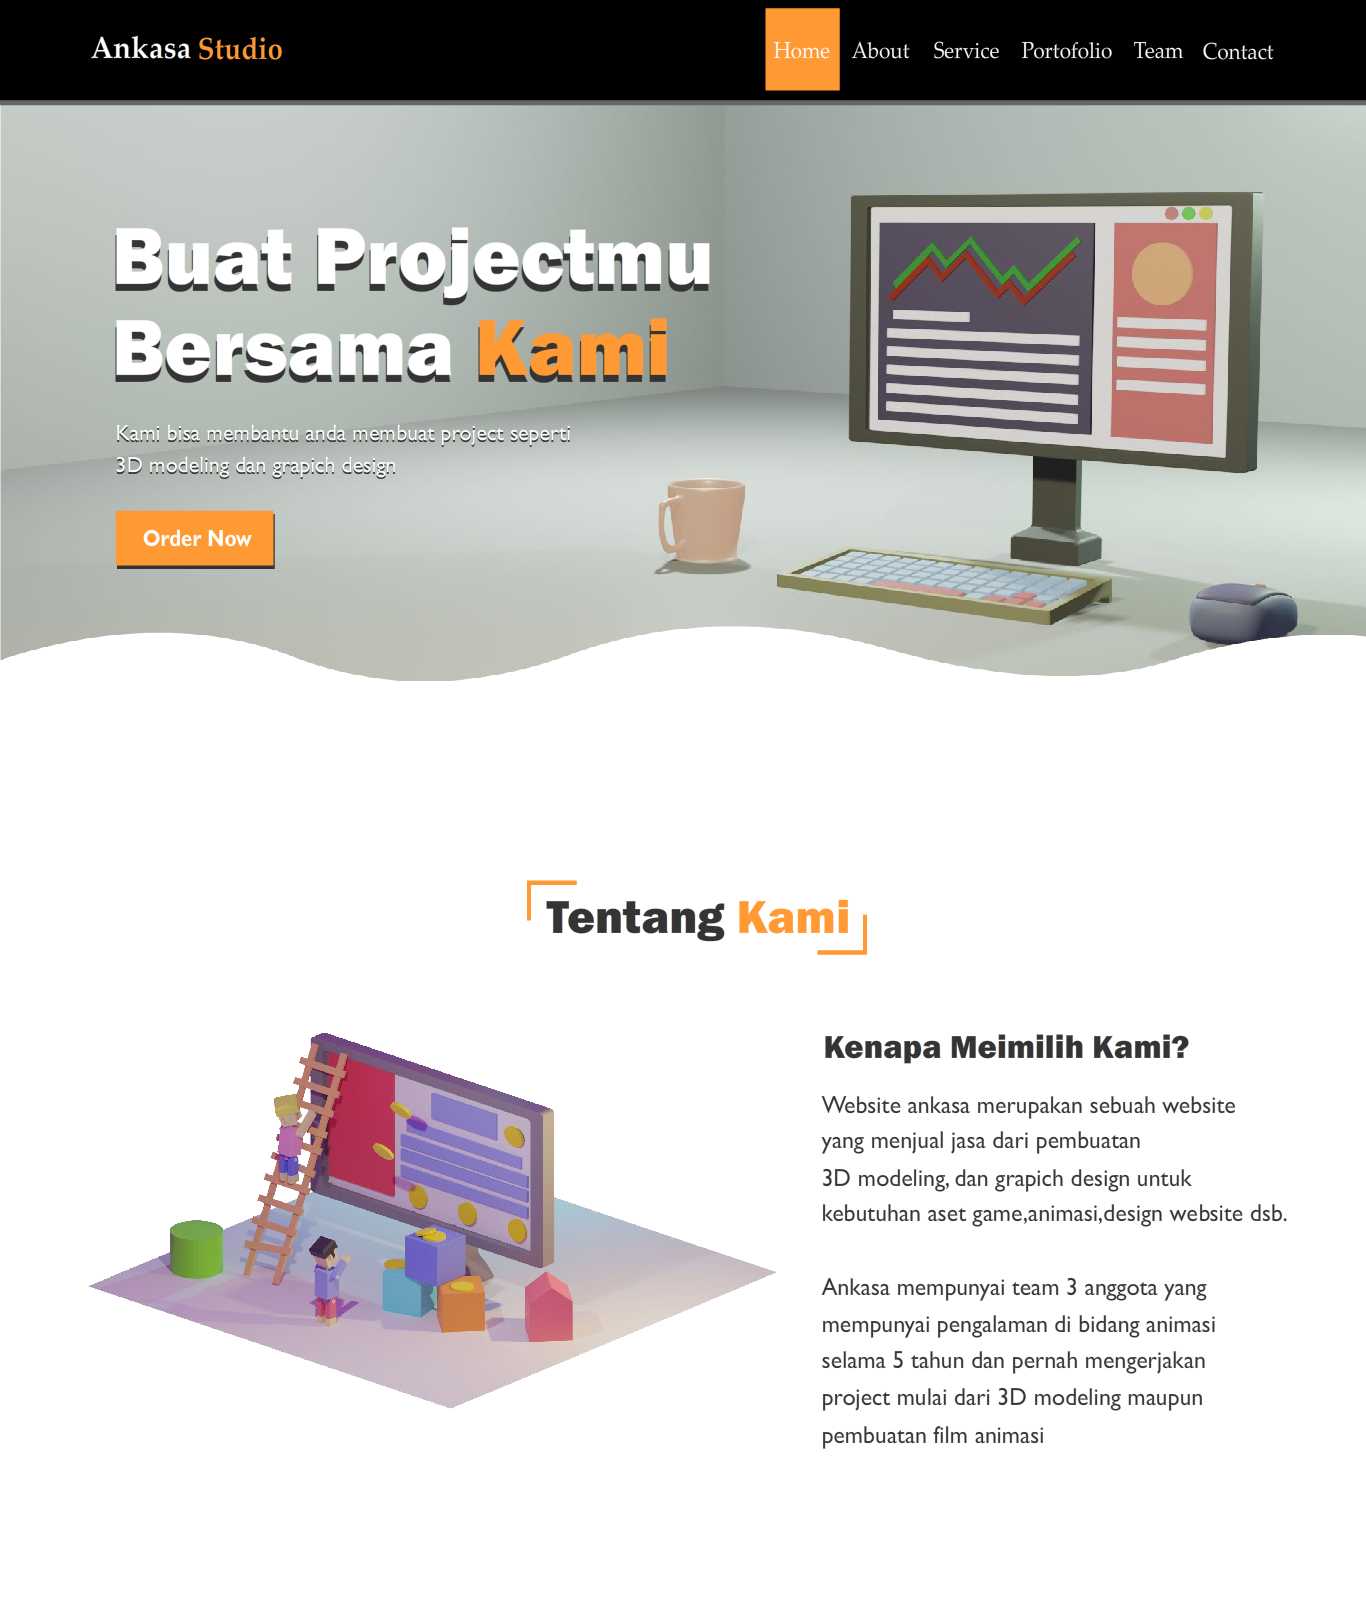 Ankasa Studio
Home About Service Portofolio Team Contact
Buat Projectmu
Bersama Kami
Kami bisa membantu anda membuat project seperti
3D modeling dan grapich design
Order Now
Tentang Kami
Kenapa Meimilih Kami?
Website ankasa merupakan sebuah website
yang menjual jasa dari pembuatan
3D modeling, dan grapich design untuk
kebutuhan aset game,animasi,design website dsb.
Ankasa mempunyai team 3 anggota yang
mempunyai pengalaman di bidang animasi
selama 5 tahun dan pernah mengerjakan
project mulai dari 3D modeling maupun
pembuatan film animasi